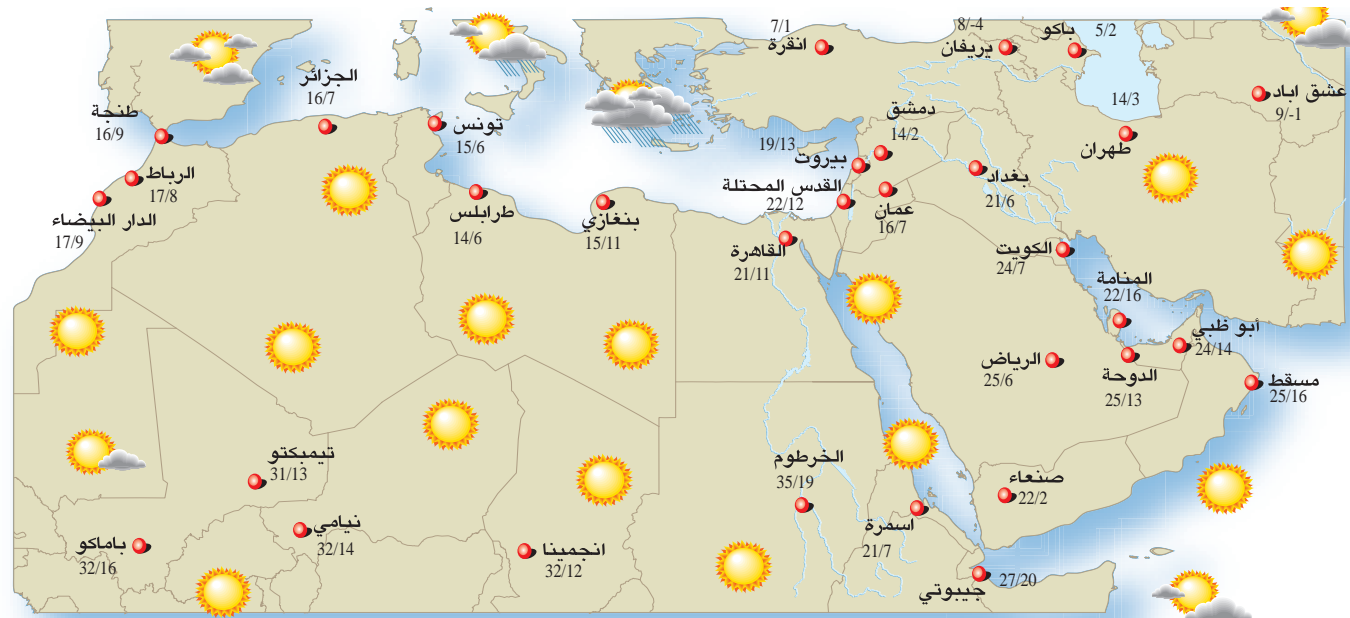 7/1
انقرة
8/-4
يريفان
باكو
5/2
عشق اباد
9/-1
14/3
طهران
الجزائر
16/7
طنجة
16/9
تونس
15/6
دمشق
14/2
19/13
بيروت
بغداد
21/6
القدس المحتلة
22/12
عمان
16/7
الرباط
17/8
الدار البيضاء
17/9
طرابلس
14/6
بنغازي
15/11
القاهرة
21/11
الكويت
24/7
المنامة
22/16
أبو ظبي
24/14
الرياض
25/6
الدوحة
25/13
مسقط
25/16
تيمبكتو
31/13
الخرطوم
35/19
صنعاء
22/2
اسمرة
21/7
نيامي
32/14
باماكو
32/16
انجمينا
32/12
جيبوتي
27/20